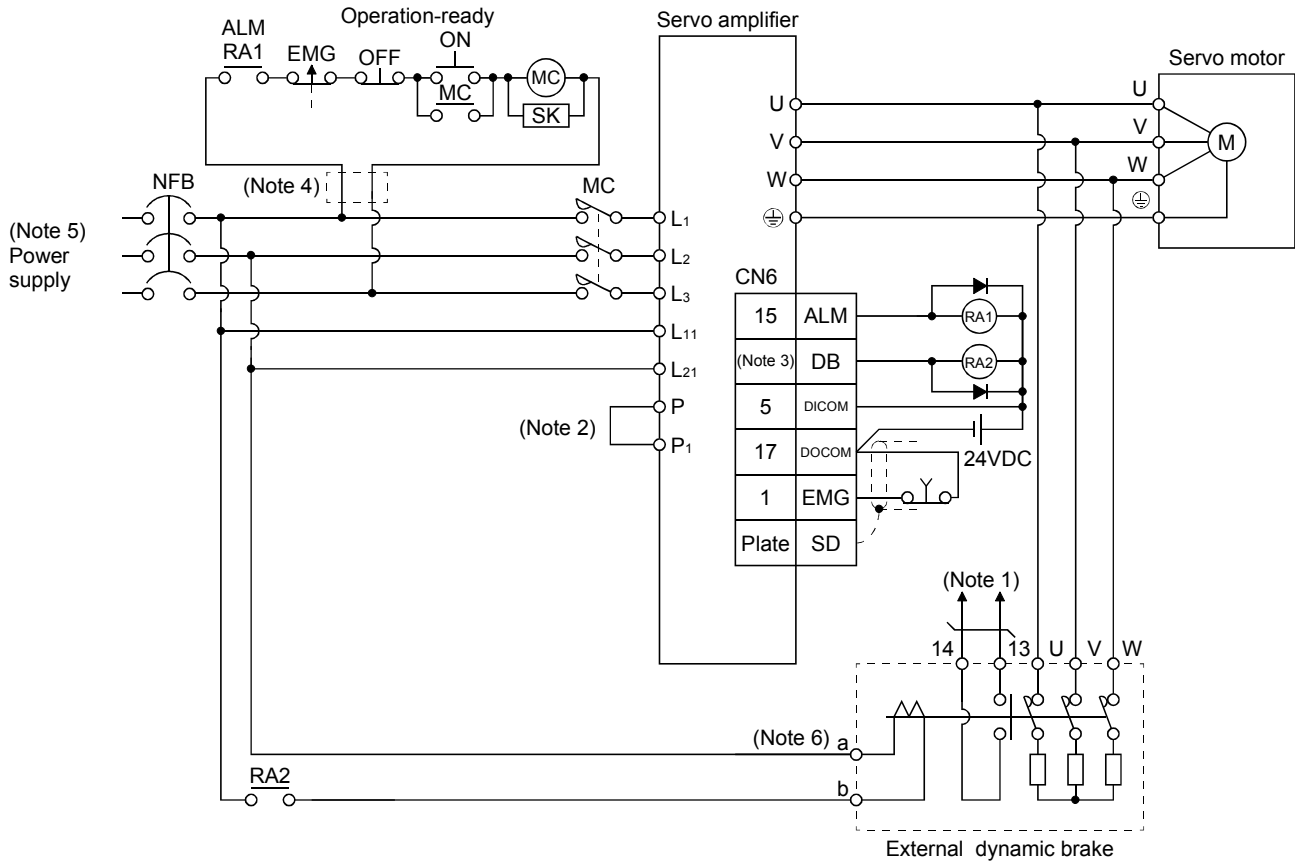 Operation-ready
ALM
RA1
EMG
OFF
ON
MC
MC
SK
Servo amplifier
Servo motor
U
V
W
U
V
W
M
NFB
(Note 4)
MC
(Note 5)
Power
supply
L1
L2
L3
L11
L21
P
P1
(Note 2)
CN6
15 ALM
(Note 3) DB
5 DICOM
17 DOCOM
1 EMG
Plate SD
RA1
RA2
24VDC
(Note 1)
14 13 U V W
(Note 6) a
b
RA2
External dynamic brake